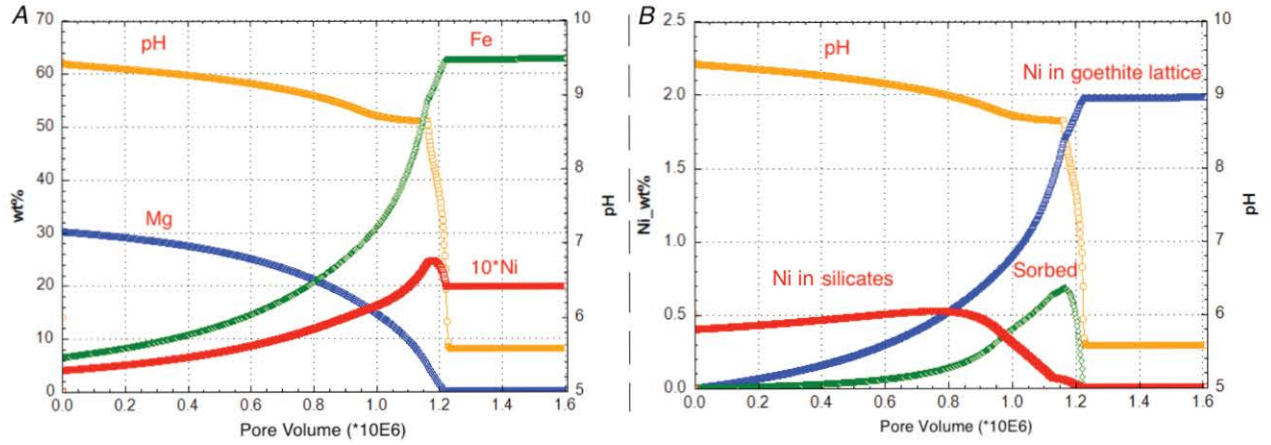 A
70
60
50
40
30
20
10
0
wt%
pH
Fe
Mg
10*Ni
10
9
8
7
6
5
pH
0.0 0.2 0.4 0.6 0.8 1.0 1.2 1.4 1.6
Pore Volume (*10E6)
B
2.5
2.0
1.5
1.0
0.5
0.0
Ni_wt%
pH
Ni in goethite lattice
Ni in silicates
Sorbed
10
9
8
7
6
5
pH
0.0 0.2 0.4 0.6 0.8 1.0 1.2 1.4 1.6
Pore Volume (*10E6)